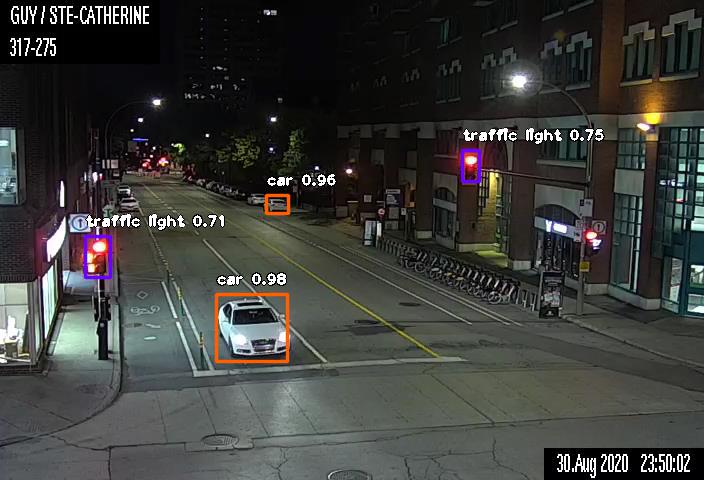 GUY / STE-CATHERINE
317-275
traffic light 0.75
car 0.96
traffic light 0.71
car 0.98
30.Aug 2020 23:50:02